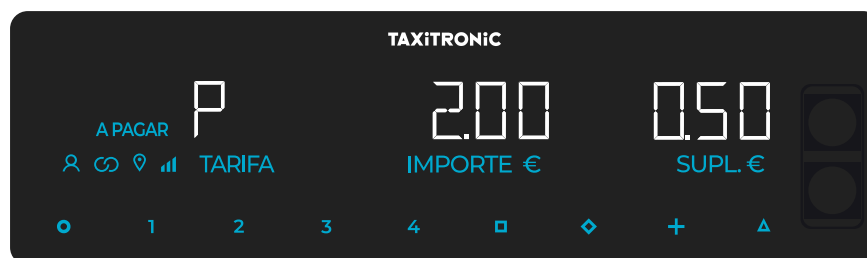 TAXiTRONiC
A PAGAR P 2.00 0.50
TARIFA IMPORTE € SUPL. €
1 2 3 4